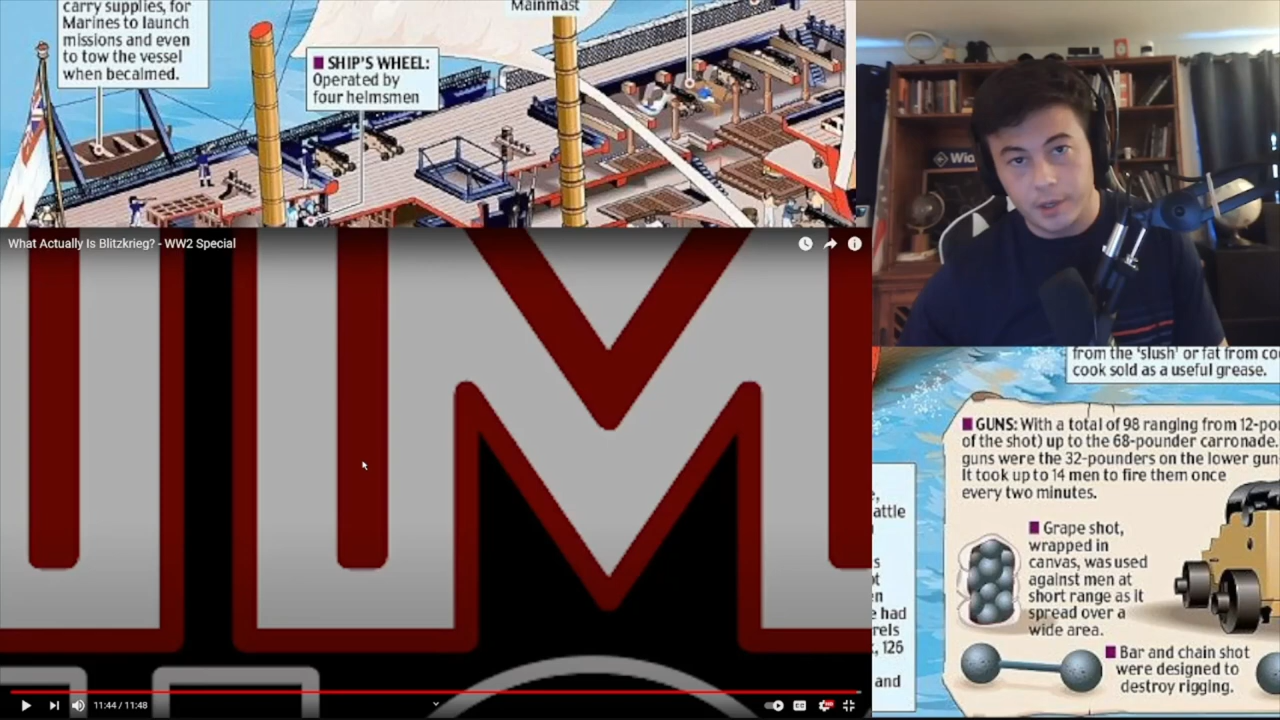 carry supplies, for
Marines to launch
missions and even
to tow the vessel
when becalmed.
SHIP'S WHEEL:
Operated by
four helmsmen
Mainmast
What Actually Is Blitzkrieg? - WW2 Special
11:44 / 11:48
from the 'slush' or fat from
cook sold as a useful grease.
GUNS: With a total of 98 ranging from
of the shot) up to the 68-pounder carronade.
guns were the 32-pounders on the lower gun
It took up to 14 men to fire them once
every two minutes.
Grape shot,
wrapped in
canvas, was used
against men at
short range as it
spread over a
wide area.
Bar and chain shot
were designed to
destroy rigging.
had
, 126
and